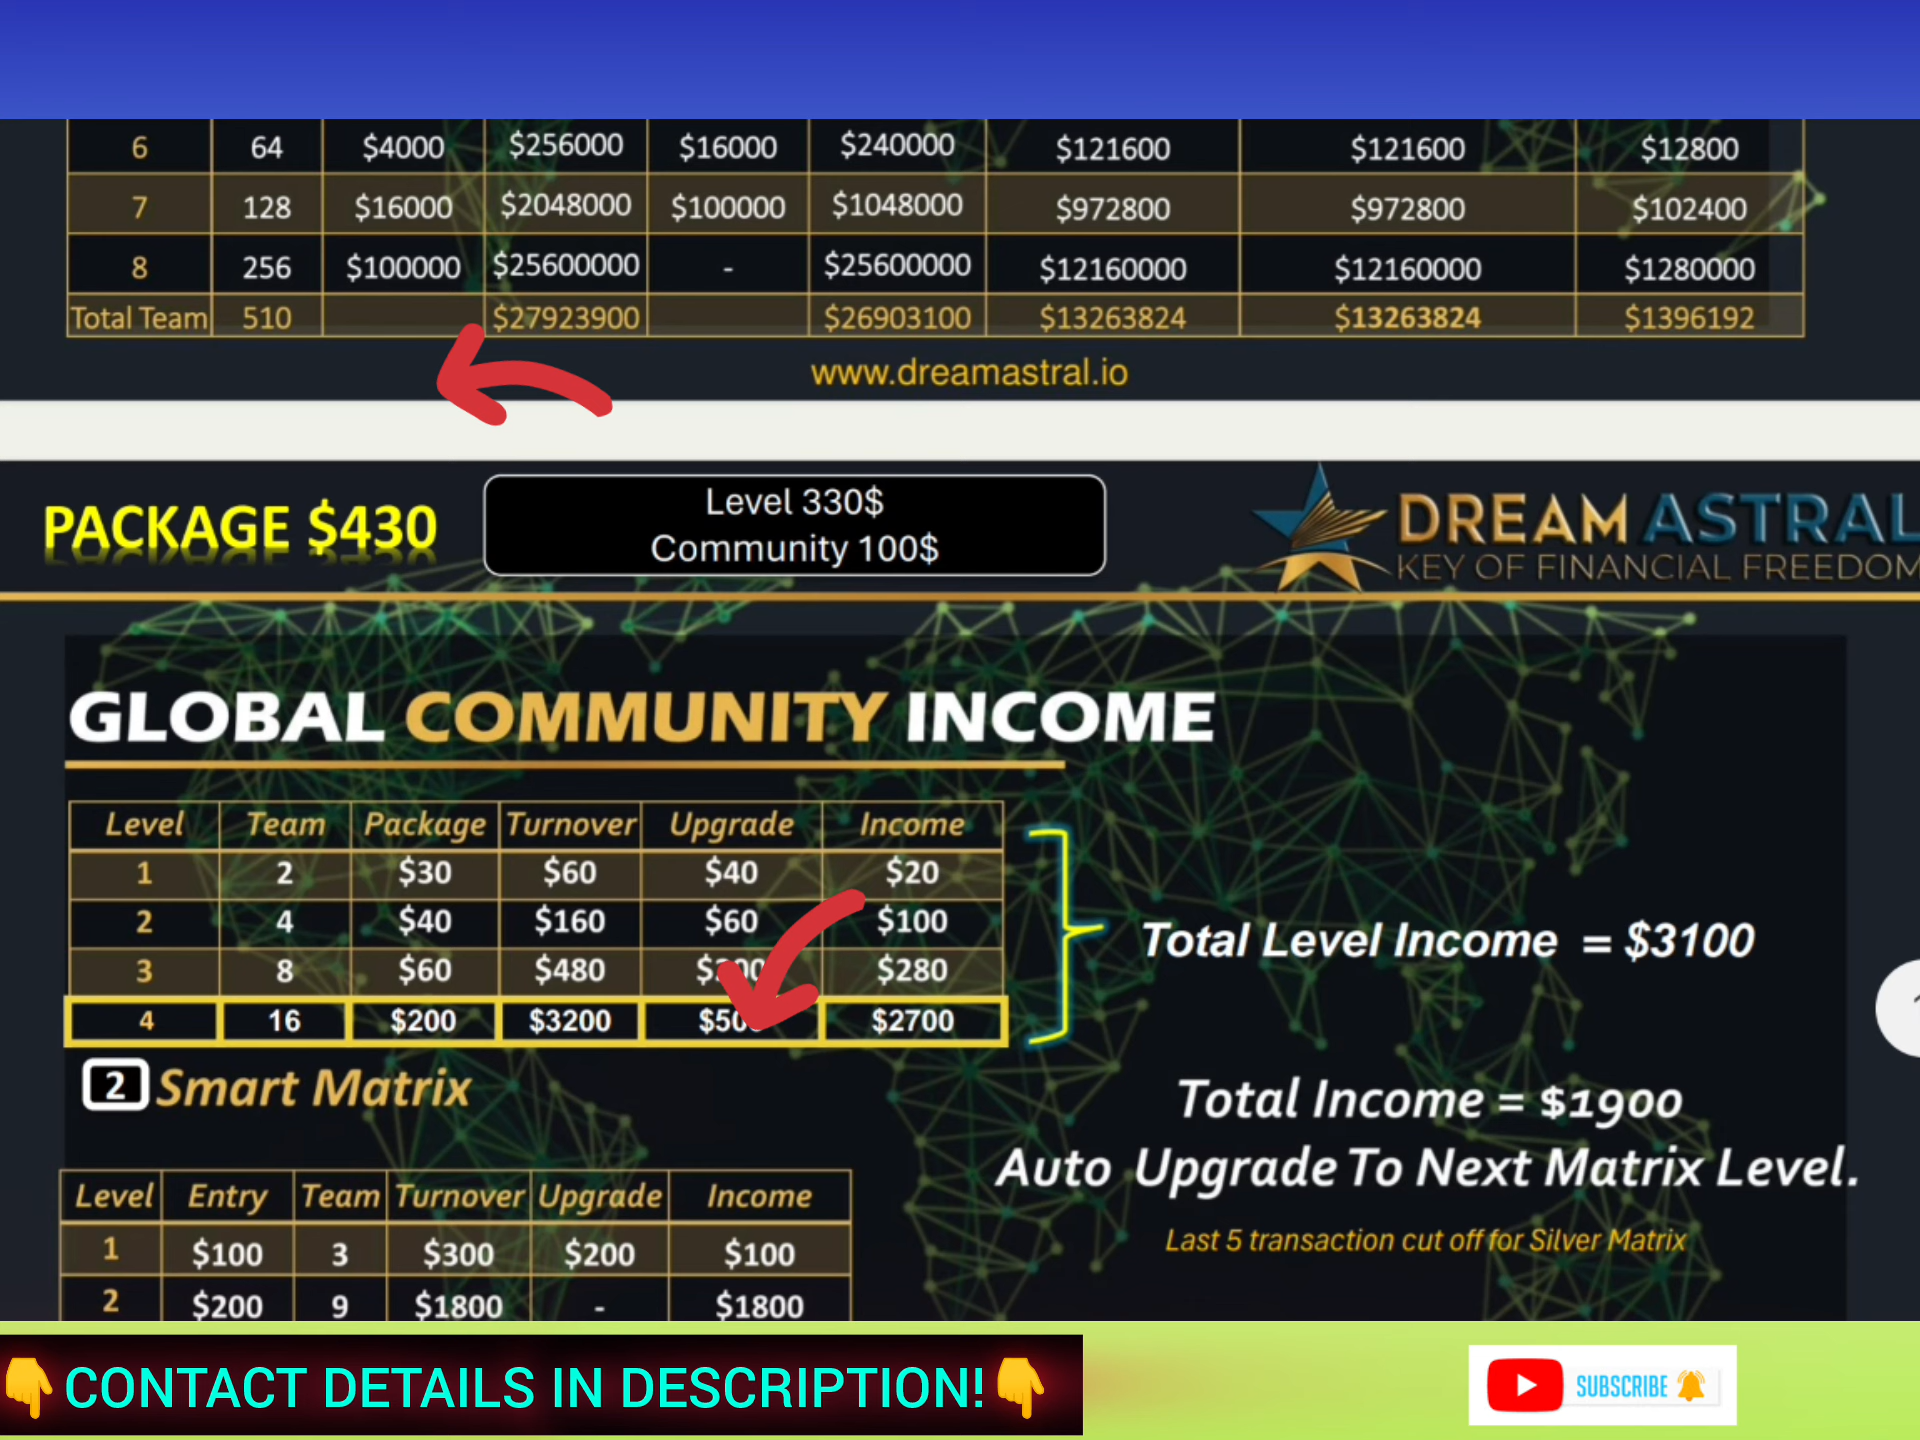 6 64 $4000 $256000 $16000 $240000 $121600 $121600 $12800
7 128 $16000 $2048000 $100000 $1048000 $972800 $972800 $102400
8 256 $100000 $25600000 - $25600000 $12160000 $12160000 $1280000
Total Team 510 $27923900 $26903100 $13263824 $13263824 $1396192
www.dreamastral.io
PACKAGE $430
Level 330$
Community 100$
DREAM ASTRAL
KEY OF FINANCIAL FREEDOM
GLOBAL COMMUNITY INCOME
Level Team Package Turnover Upgrade Income
1 2 $30 $60 $40 $20
2 4 $40 $160 $60 $100
3 8 $60 $480 $280
4 16 $200 $3200 $2700
Total Level Income = $3100
2 Smart Matrix
Total Income = $1900
Auto Upgrade To Next Matrix Level.
Last 5 transaction cut off for Silver Matrix
Level Entry Team Turnover Upgrade Income
1 $100 3 $300 $200 $100
2 $200 9 $1800 - $1800
👇CONTACT DETAILS IN DESCRIPTION!👇
SUBSCRIBE